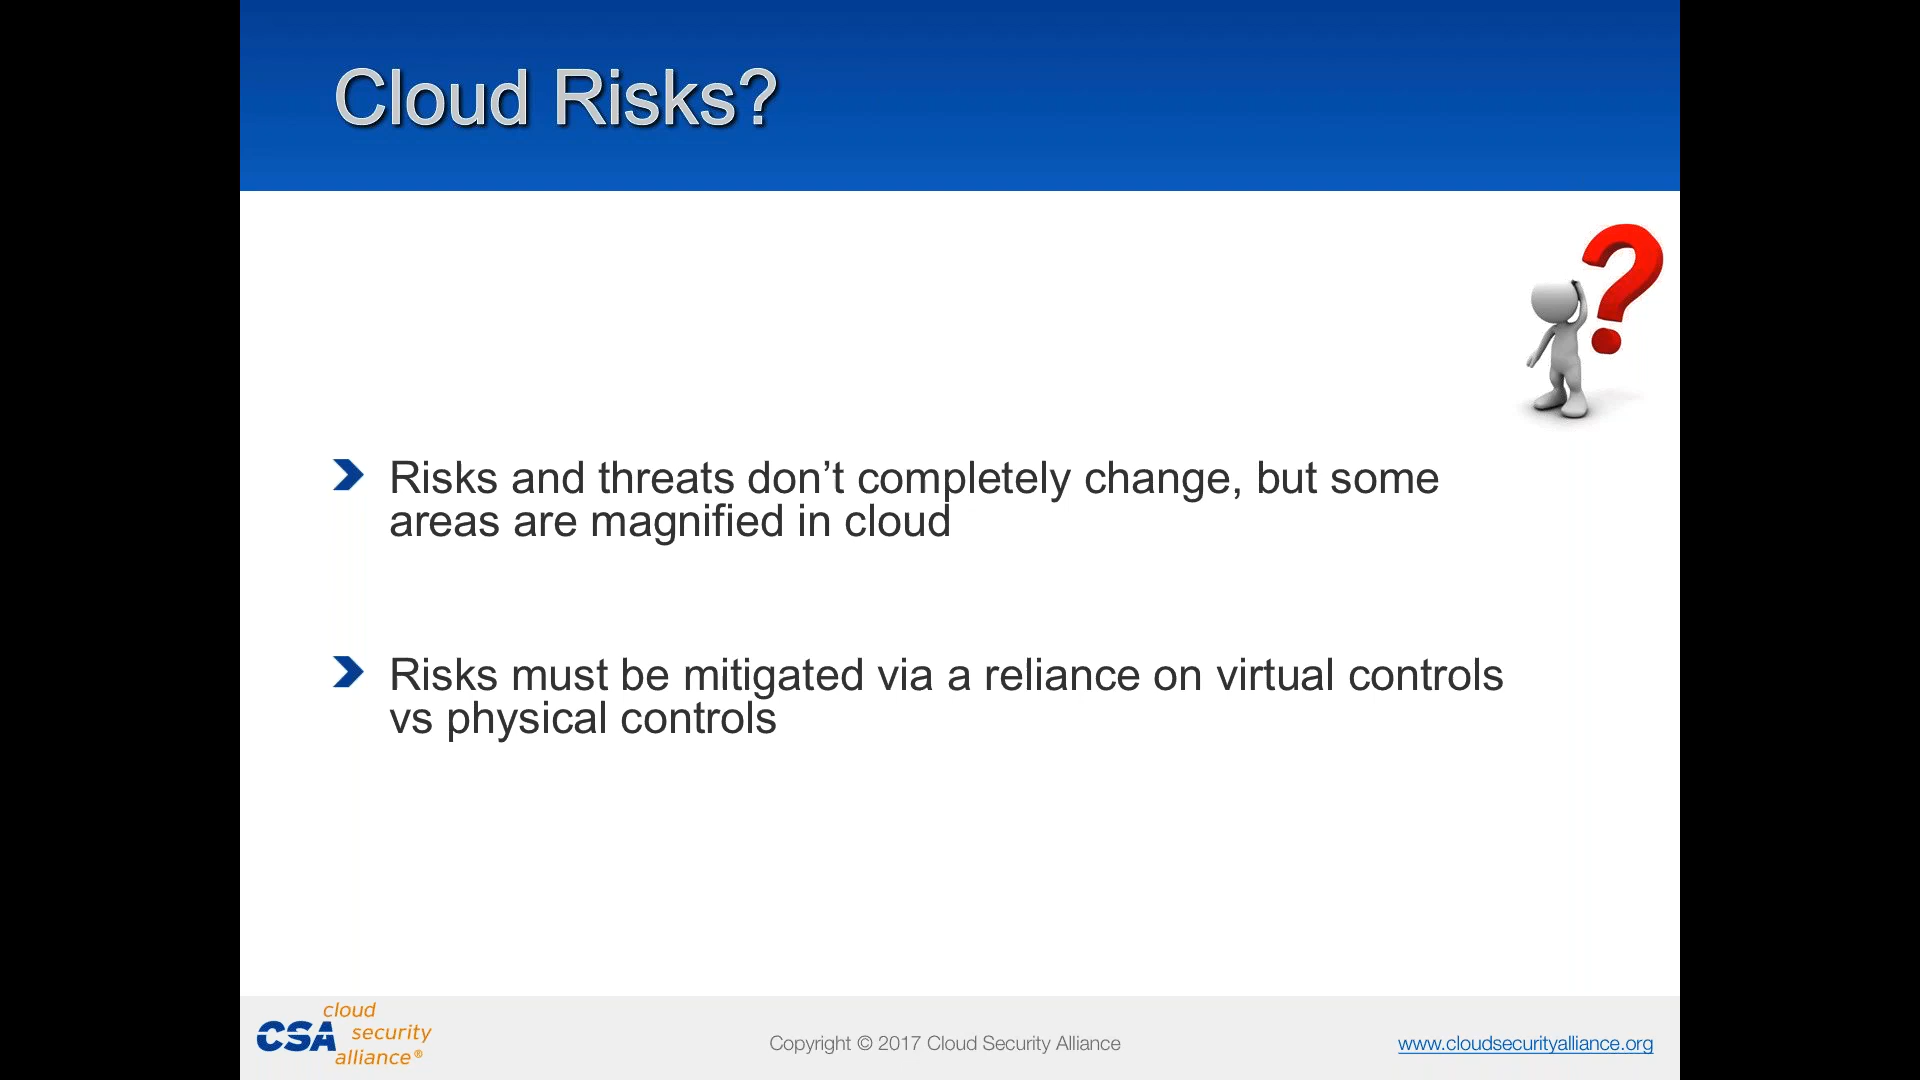 Cloud Risks?
Risks and threats don’t completely change, but some
areas are magnified in cloud
Risks must be mitigated via a reliance on virtual controls
vs physical controls
cloud
CSA security
alliance®
Copyright © 2017 Cloud Security Alliance
www.cloudsecurityalliance.org